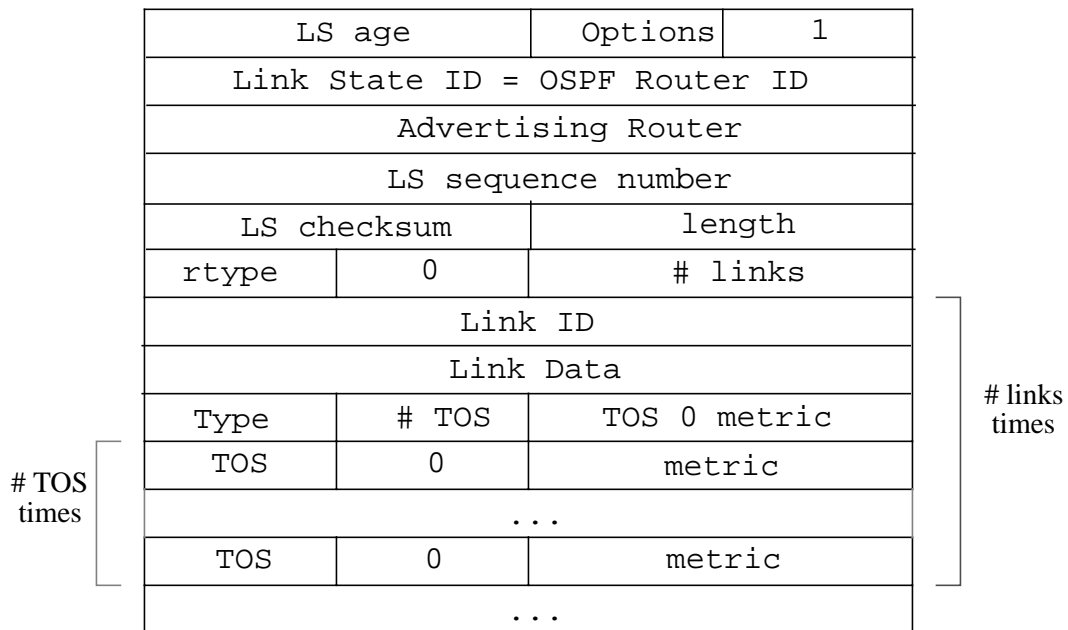 LS age Options 1
Link State ID = OSPF Router ID
Advertising Router
LS sequence number
LS checksum length
rtype 0 # links
Link ID
Link Data
Type # TOS TOS 0 metric
# links
times
TOS 0 metric
# TOS
times
...
TOS 0 metric
...